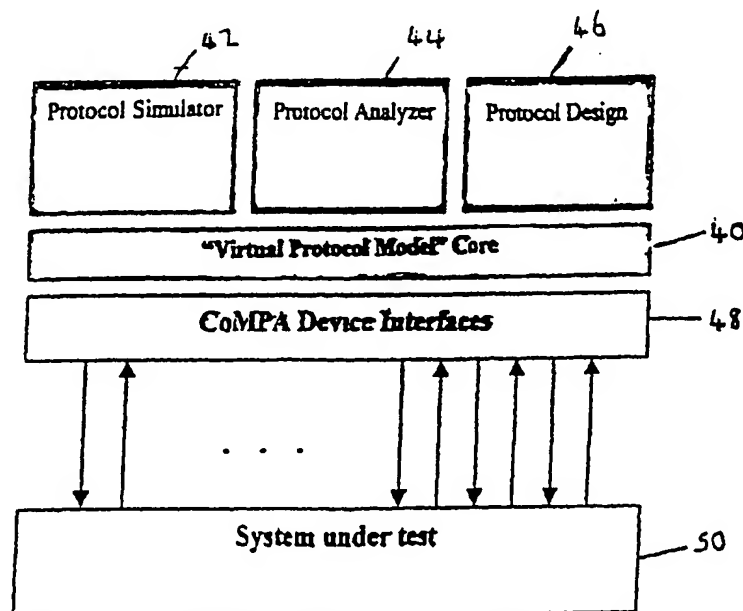 42 44 46
Protocol Simulator Protocol Analyzer Protocol Design
"Virtual Protocol Model" Core 40
CoMPA Device Interfaces 48
. . .
System under test 50